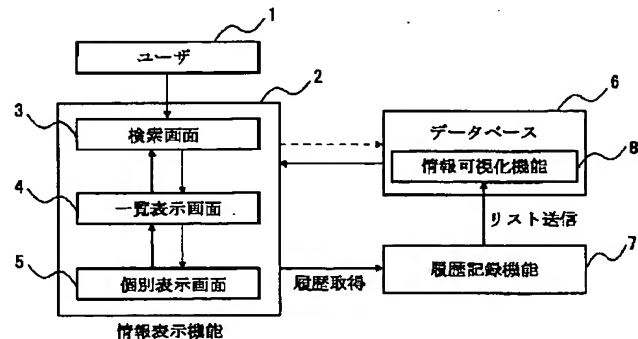 1
ユーザ
2
3
検索画面
4
一覧表示画面
5
個別表示画面
情報表示機能
6
データベース
8
情報可視化機能
リスト送信
7
履歴記録機能
履歴取得